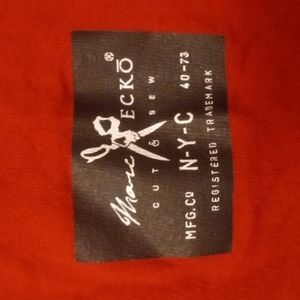 Marc ECKŌ®
CUT & SEW
MFG.CO N-Y-C 40-73
REGISTERED TRADEMARK